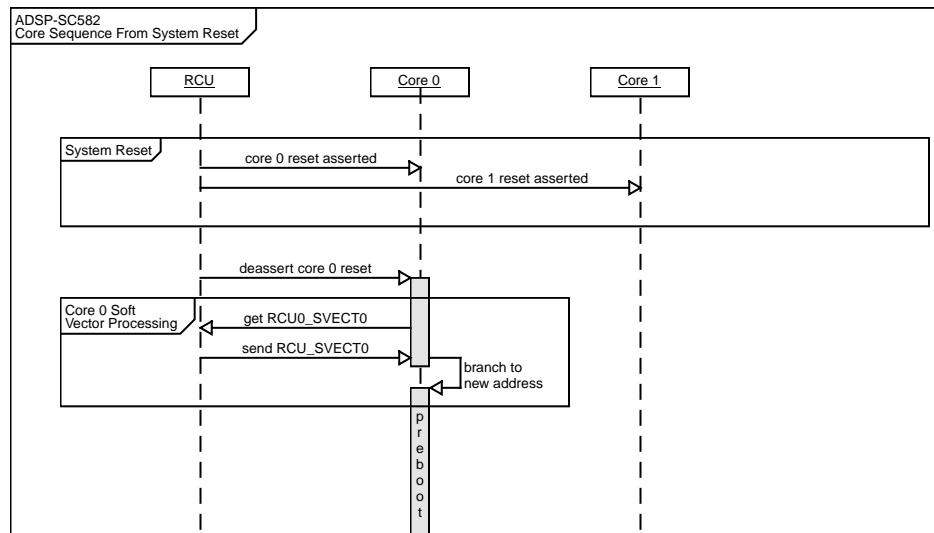 ADSP-SC582
Core Sequence From System Reset
RCU
Core 0
Core 1
System Reset
core 0 reset asserted
core 1 reset asserted
deassert core 0 reset
Core 0 Soft
Vector Processing
get RCU0_SVECT0
send RCU_SVECT0
branch to
new address
preboot